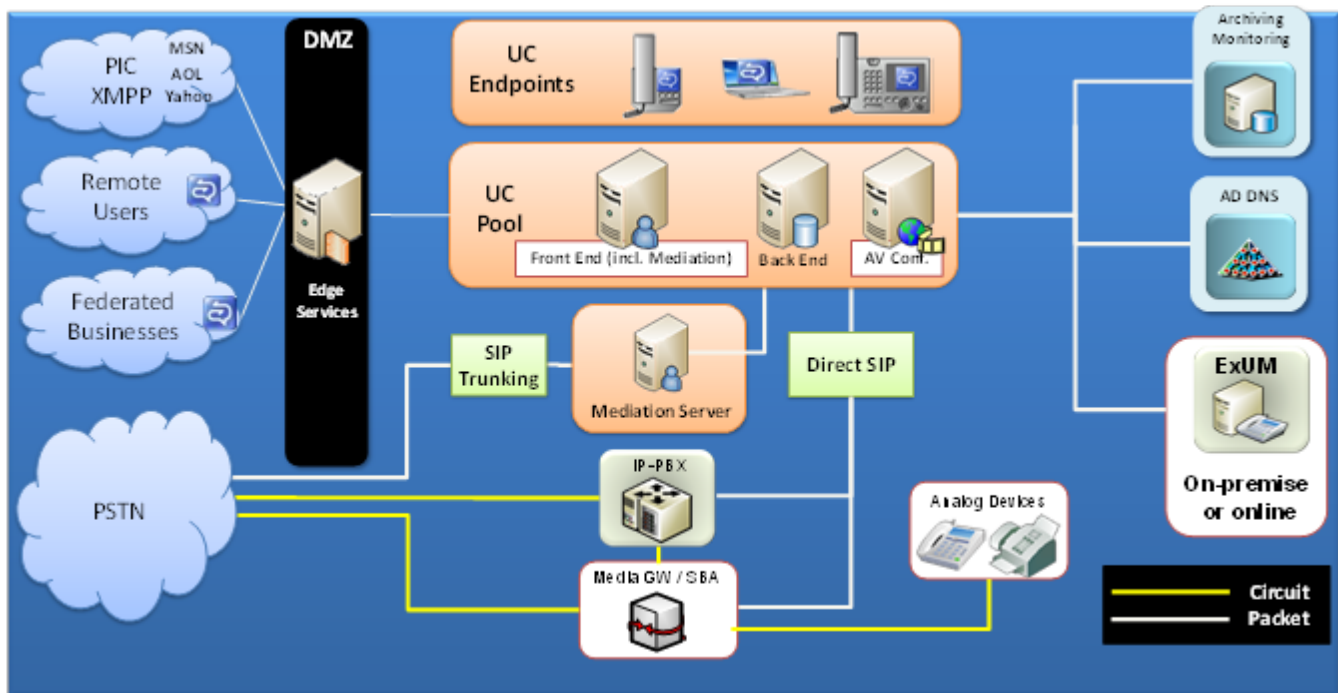 PIC
XMPP
MSN
AOL
Yahoo
Remote
Users
Federated
Businesses
PSTN
DMZ
Edge
Services
UC
Endpoints
UC
Pool
Front End (incl. Mediation)
Back End
AV Conf.
SIP
Trunking
Mediation Server
Direct SIP
IP-PBX
Media GW / SBA
Analog Devices
Archiving
Monitoring
AD DNS
ExUM
On-premise
or online
Circuit
Packet